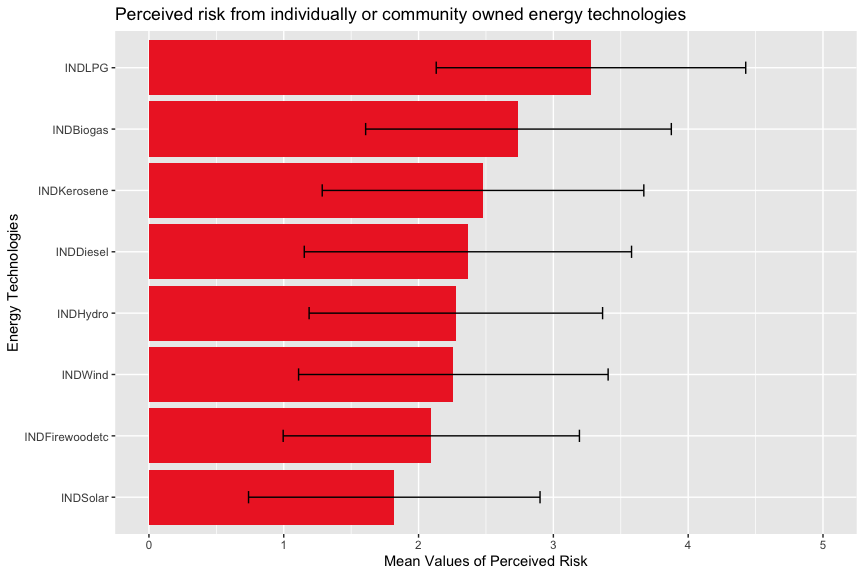 Perceived risk from individually or community owned energy technologies
INDLPG
INDBiogas
INDKerosene
INDDiesel
INDHydro
INDWind
INDFirewoodetc
INDSolar
Energy Technologies
0 1 2 3 4 5
Mean Values of Perceived Risk